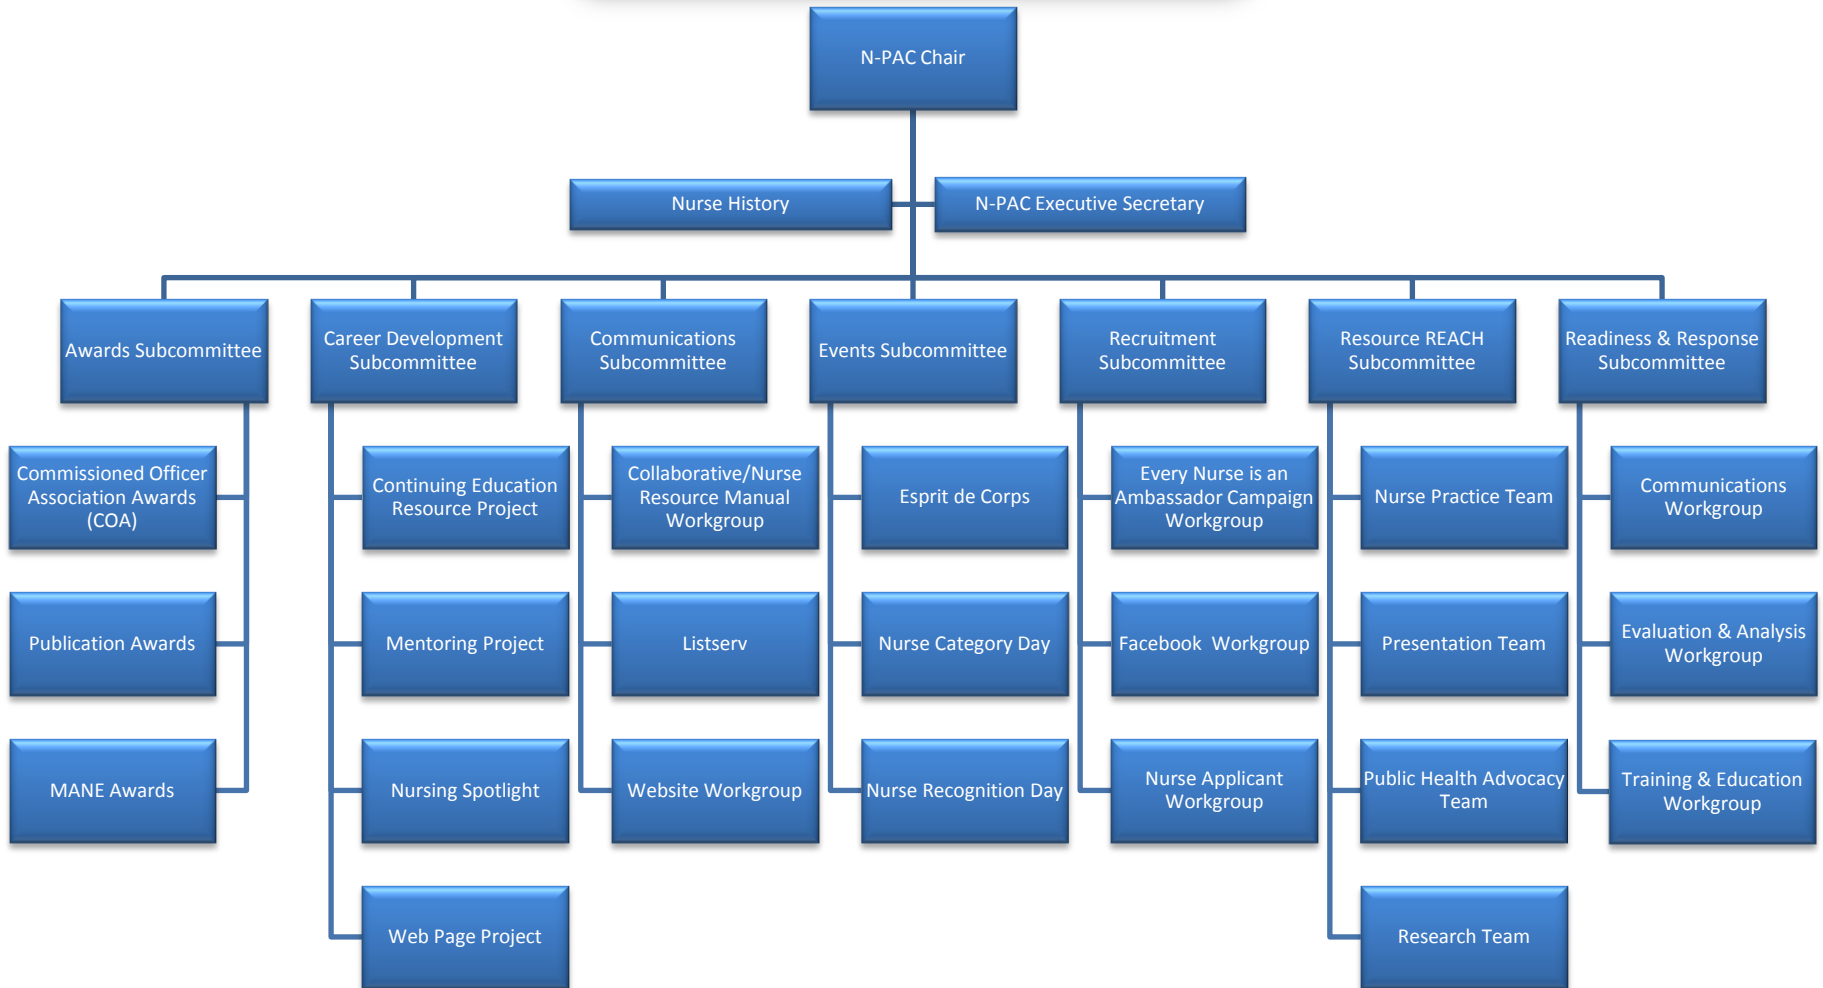 N-PAC Chair
Nurse History
N-PAC Executive Secretary
Awards Subcommittee
Career Development
Subcommittee
Communications
Subcommittee
Events Subcommittee
Recruitment
Subcommittee
Resource REACH
Subcommittee
Readiness & Response
Subcommittee
Commissioned Officer
Association Awards
(COA)
Continuing Education
Resource Project
Collaborative/Nurse
Resource Manual
Workgroup
Esprit de Corps
Every Nurse is an
Ambassador Campaign
Workgroup
Nurse Practice Team
Communications
Workgroup
Publication Awards
Mentoring Project
Listserv
Nurse Category Day
Facebook  Workgroup
Presentation Team
Evaluation & Analysis
Workgroup
MANE Awards
Nursing Spotlight
Website Workgroup
Nurse Recognition Day
Nurse Applicant
Workgroup
Public Health Advocacy
Team
Training & Education
Workgroup
Web Page Project
Research Team